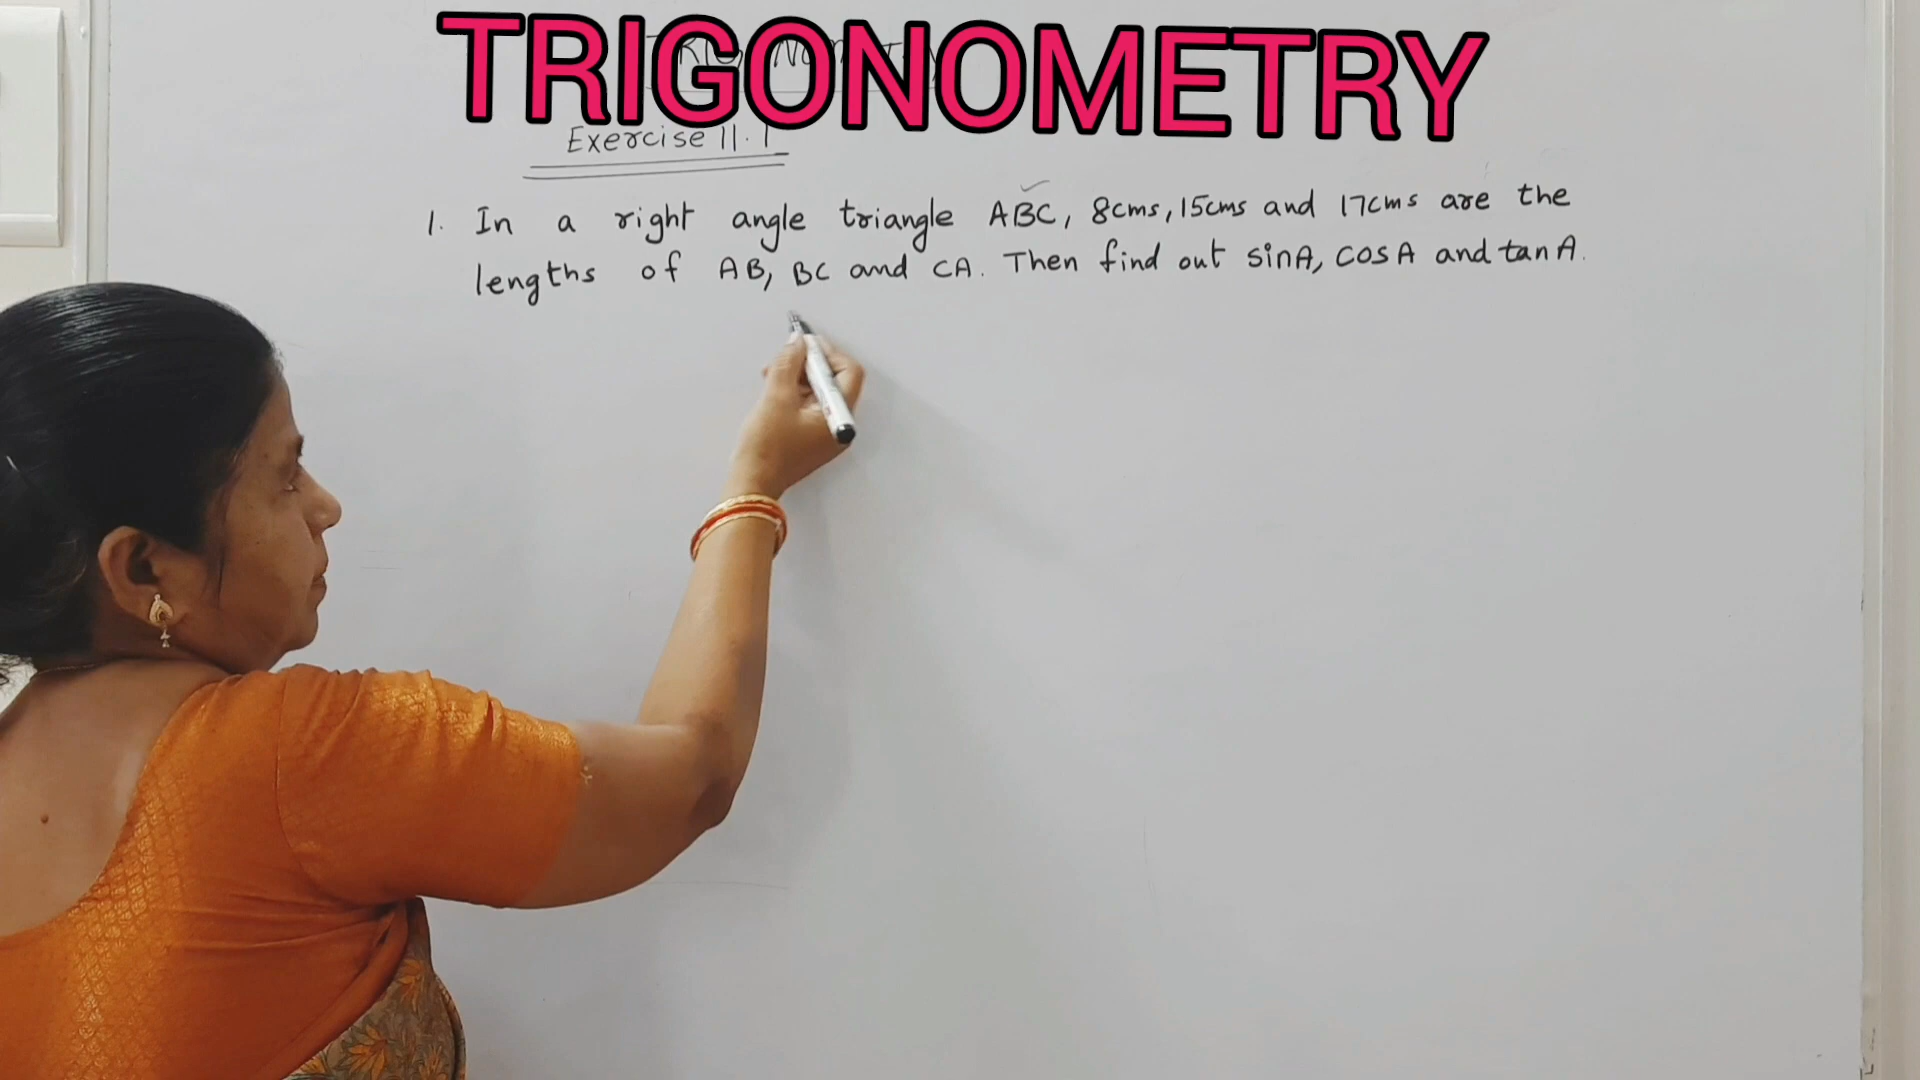 TRIGONOMETRY
Exercise 11.1
1. In a right angle triangle ABC, 8cms, 15cms and 17cms are the
lengths of AB, BC and CA. Then find out sinA, cosA and tanA.